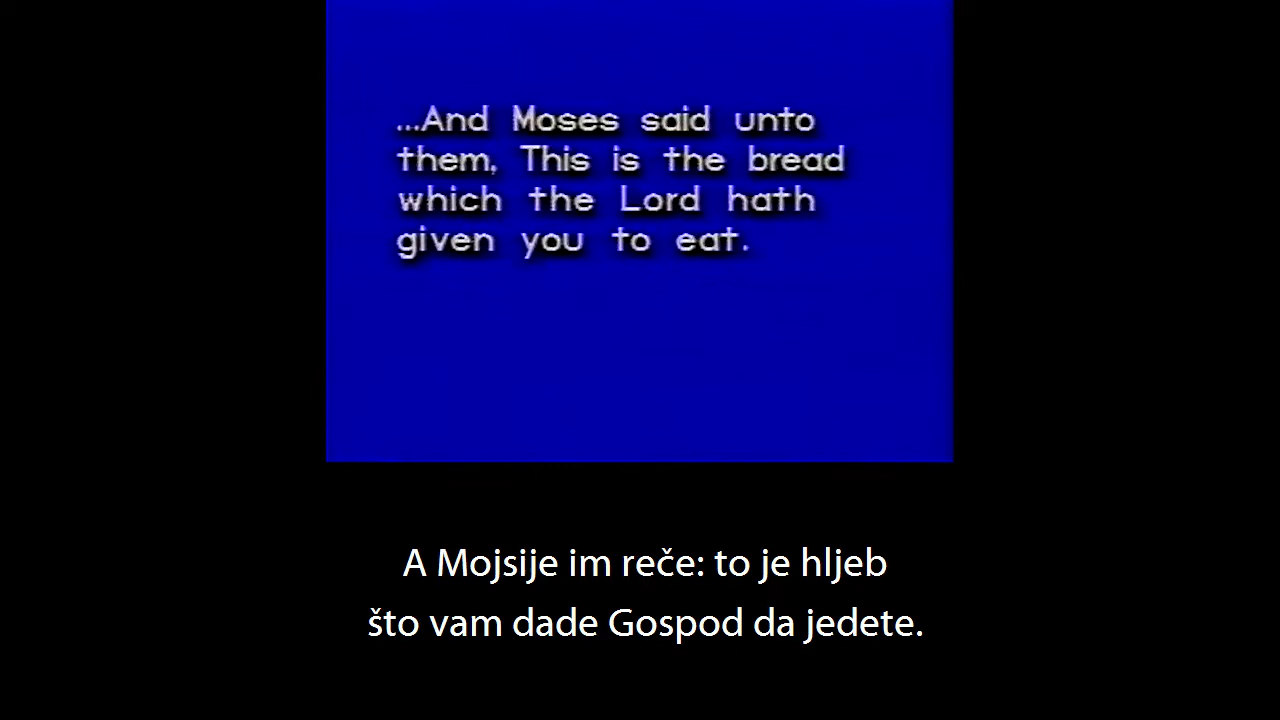 ...And Moses said unto
them, This is the bread
which the Lord hath
given you to eat.
A Mojsije im reče: to je hljeb
što vam dade Gospod da jedete.